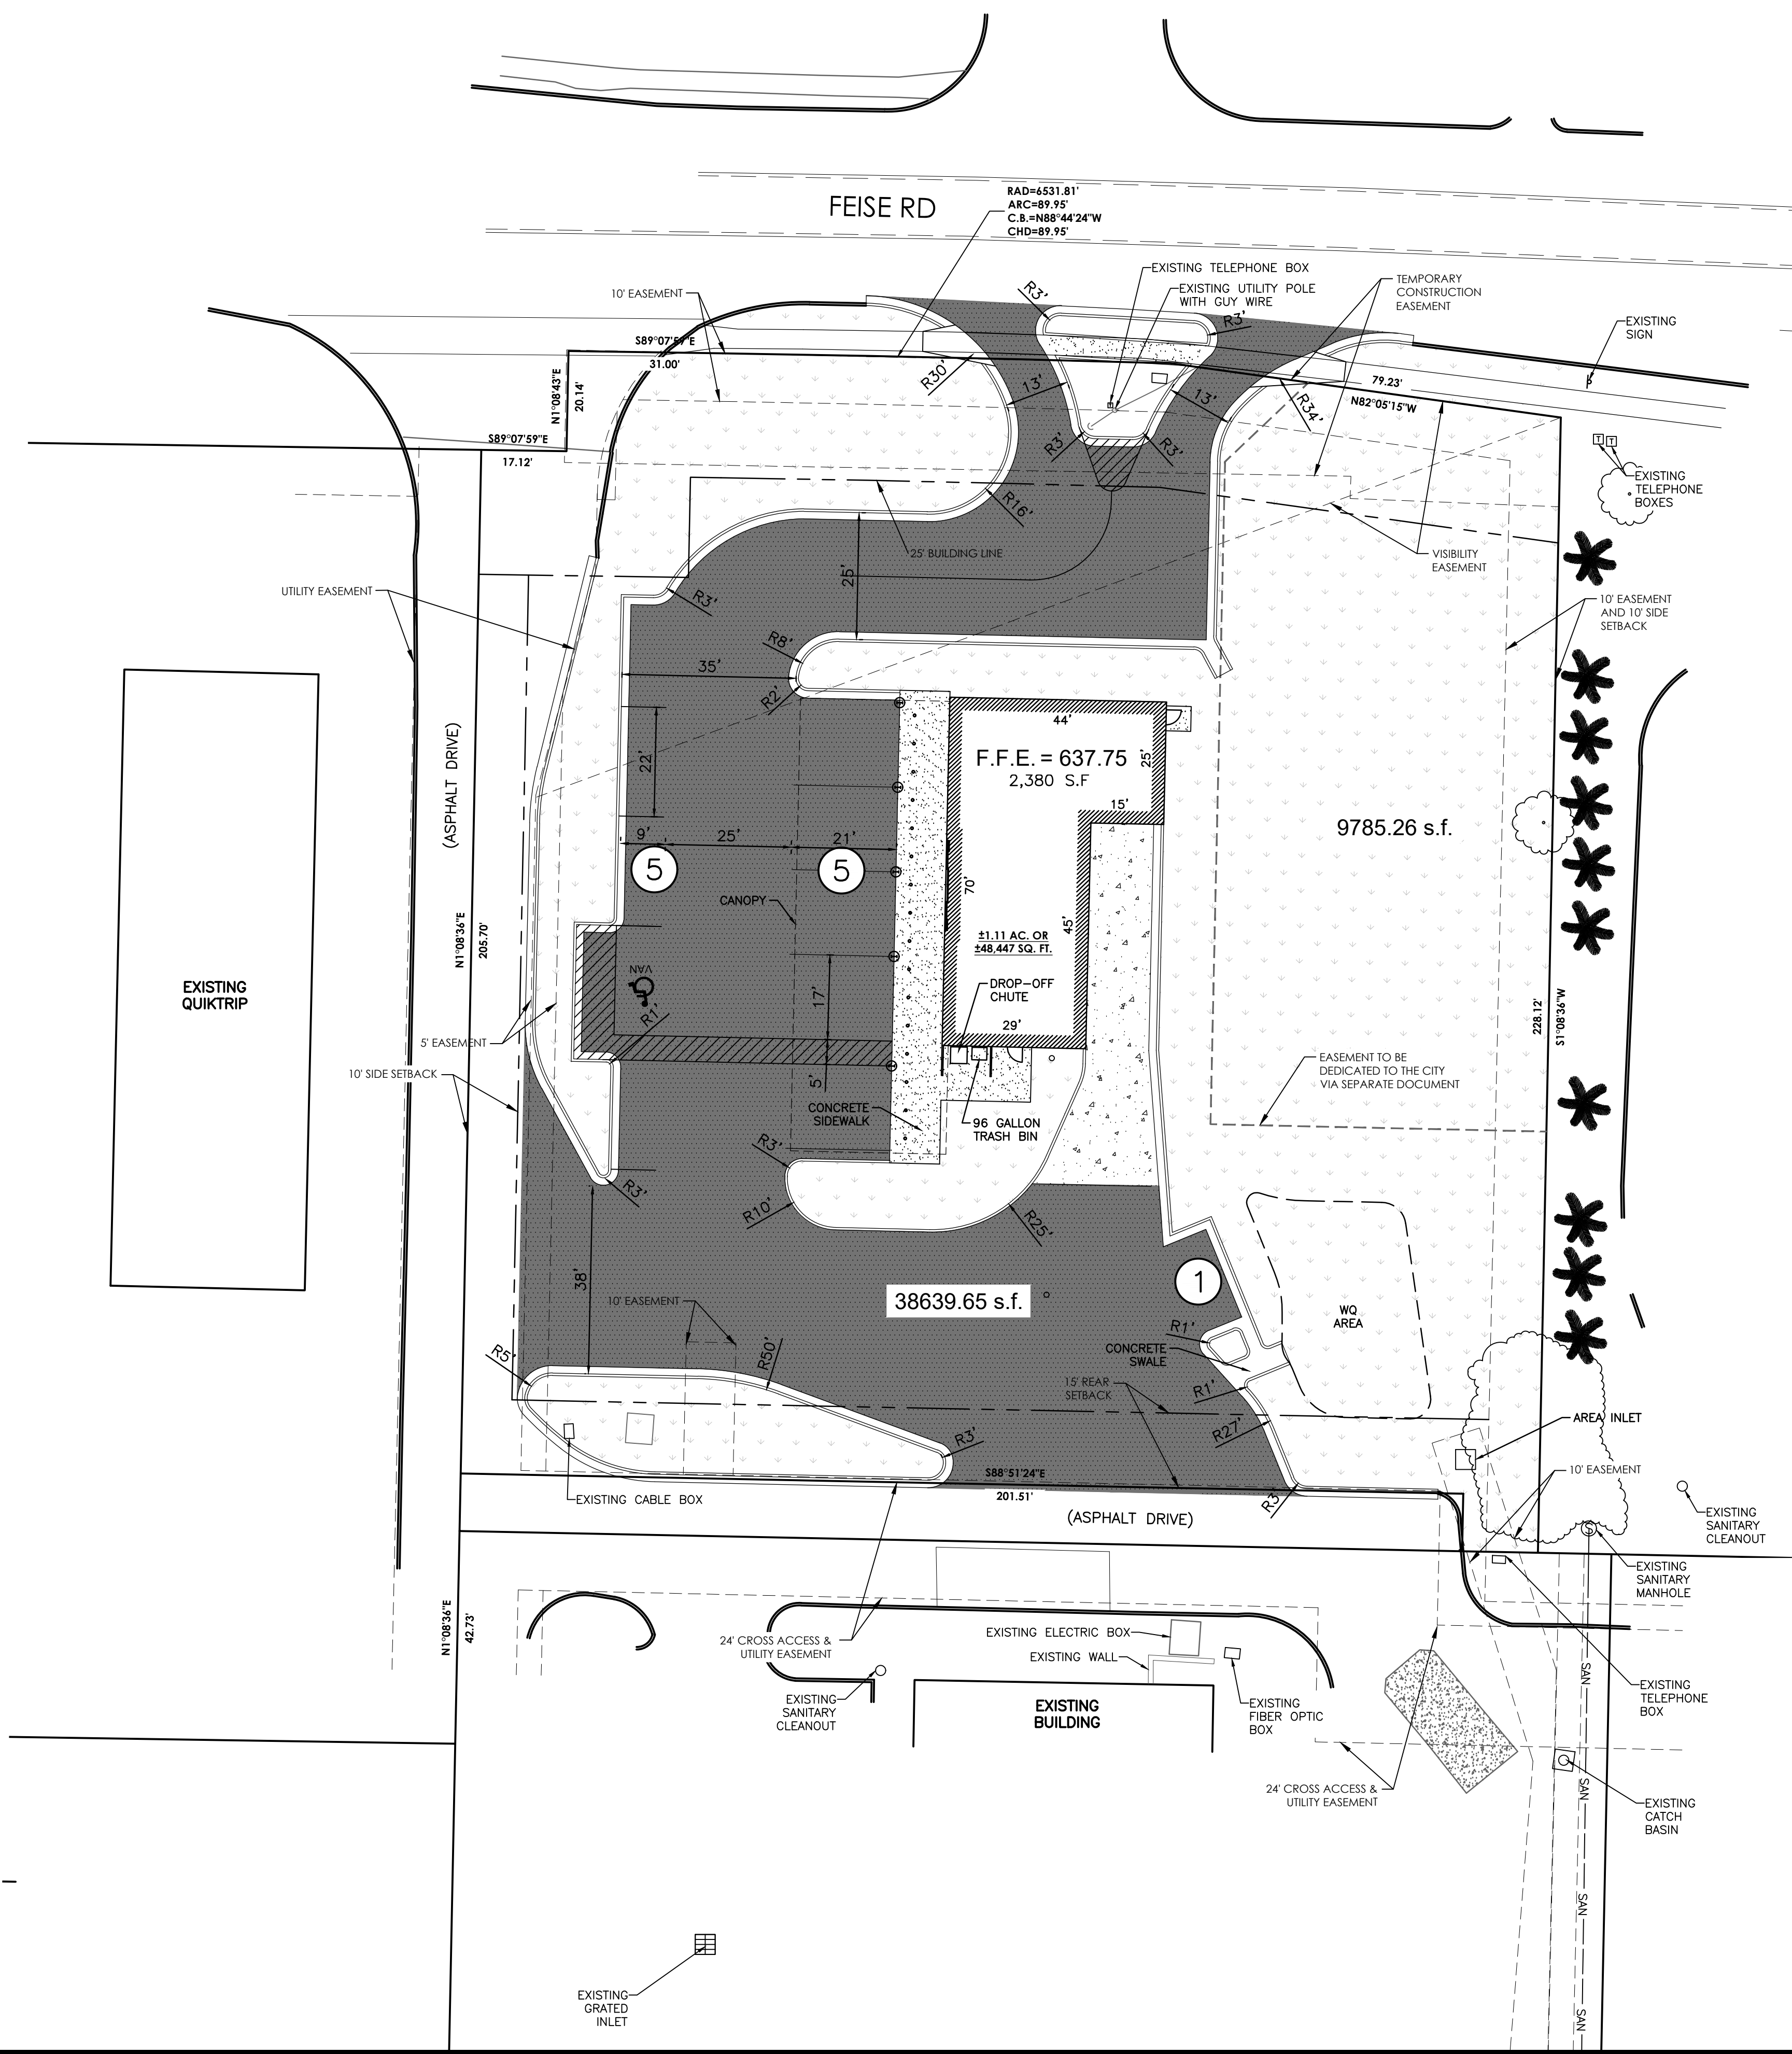 RAD=6531.81'
ARC=89.95'
C.B.=N88°44'24"W
CHD=89.95'
FEISE RD
EXISTING TELEPHONE BOX
EXISTING UTILITY POLE
WITH GUY WIRE
TEMPORARY
CONSTRUCTION
EASEMENT
10' EASEMENT
EXISTING
SIGN
R3'
R3'
S89°07'59"E
31.00'
N1°08'43"E
20.14'
R30'
13'
13'
79.23'
N82°05'15"W
R34'
S89°07'59"E
17.12'
R3'
R3'
T
T
EXISTING
TELEPHONE
BOXES
R16'
25' BUILDING LINE
VISIBILITY
EASEMENT
25'
UTILITY EASEMENT
R3'
10' EASEMENT
AND 10' SIDE
SETBACK
R8'
35'
R2'
44'
22'
F.F.E. = 637.75
2,380 S.F
25'
(ASPHALT DRIVE)
15'
9'
25'
21'
9785.26 s.f.
5
5
70'
CANOPY
45'
N1°08'36"E
205.70'
±1.11 AC. OR
±48,447 SQ. FT.
EXISTING
QUIKTRIP
VAN
DROP-OFF
CHUTE
17'
R1'
29'
228.12'
S1°08'36"W
5' EASEMENT
10' SIDE SETBACK
5'
EASEMENT TO BE
DEDICATED TO THE CITY
VIA SEPARATE DOCUMENT
CONCRETE
SIDEWALK
96 GALLON
TRASH BIN
R3'
R3'
R10'
R25'
38'
1
10' EASEMENT
38639.65 s.f.
WQ
AREA
R1'
CONCRETE
SWALE
R5'
R50'
15' REAR
SETBACK
R1'
R27'
AREA INLET
R3'
S88°51'24"E
201.51'
10' EASEMENT
EXISTING CABLE BOX
R3'
(ASPHALT DRIVE)
EXISTING
SANITARY
CLEANOUT
S
EXISTING
SANITARY
MANHOLE
N1°08'36"E
42.73'
24' CROSS ACCESS &
UTILITY EASEMENT
EXISTING ELECTRIC BOX
EXISTING WALL
EXISTING
SANITARY
CLEANOUT
EXISTING
BUILDING
EXISTING
FIBER OPTIC
BOX
SAN
EXISTING
TELEPHONE
BOX
24' CROSS ACCESS &
UTILITY EASEMENT
SAN
EXISTING
CATCH
BASIN
SAN
EXISTING
GRATED
INLET
SAN